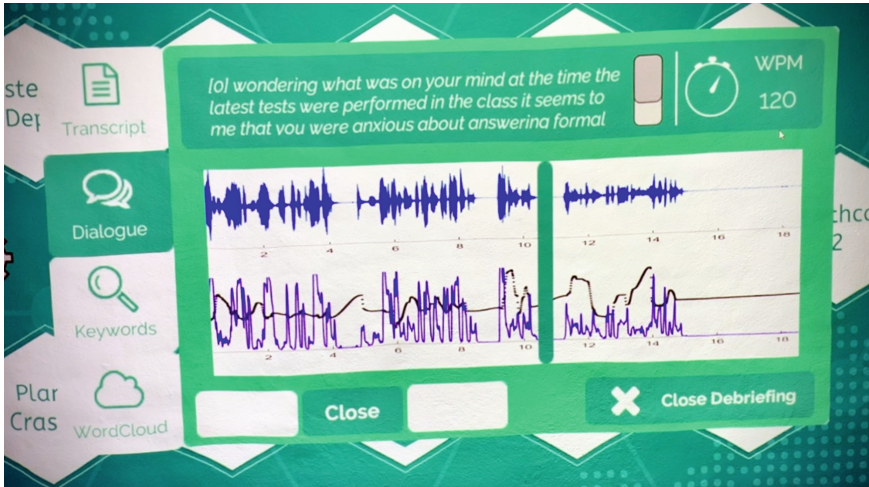 ste
Dep
Transcript
Dialogue
Keywords
WordCloud
Plar
Cras
[0] wondering what was on your mind at the time the
latest tests were performed in the class it seems to
me that you were anxious about answering formal
WPM
120
2 4 6 8 10 12 14 16 18
2 4 6 8 10 12 14 16 18
Close
Close Debriefing
thco
2